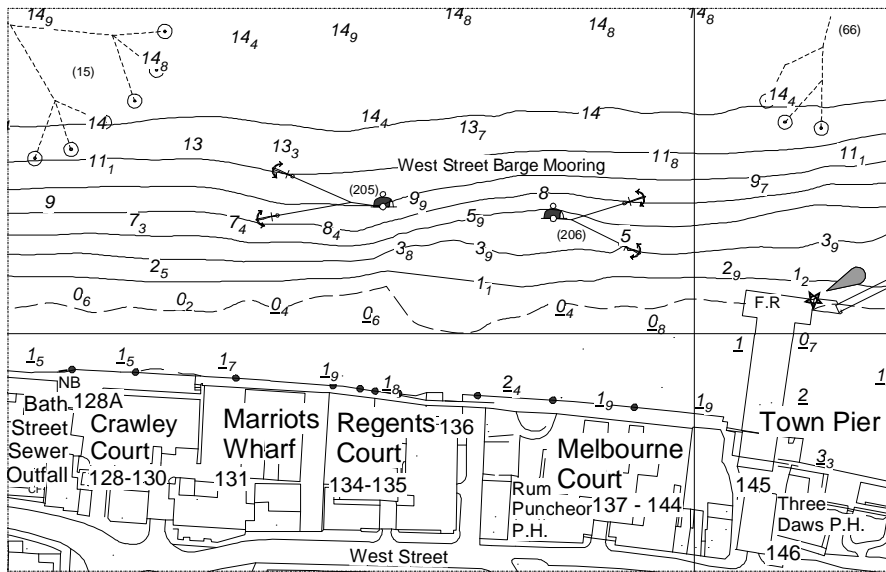 14₉ 14₄ 14₉ 14₈ 14₈ (66)
(15) 14₈
14₄
14 14₄ 13₇ 14
13 13₃
11₁ West Street Barge Mooring 11₈ 11₁
(205) 9₇
9 9₉ 8
7₃ 7₄ 8₄ 5₉ (206) 5
3₈ 3₉ 3₉
2₅ 1₁ 2₉ 1₂
0₆ 0₂ 0₄ 0₆ 0₄ 0₈ F.R
1 0₇
1₅ 1₅ 1₇ 1₉ 1₈ 2₄ 1₉ 1₉ 2 1
NB
128A
Bath
Street
Sewer
Outfall
Crawley
Court
128-130
Marriots
Wharf
131
Regents
Court
134-135
136
Melbourne
Court
137 - 144
Rum
Puncheon
P.H.
Town Pier
3₃
145
Three
Daws P.H.
146
West Street